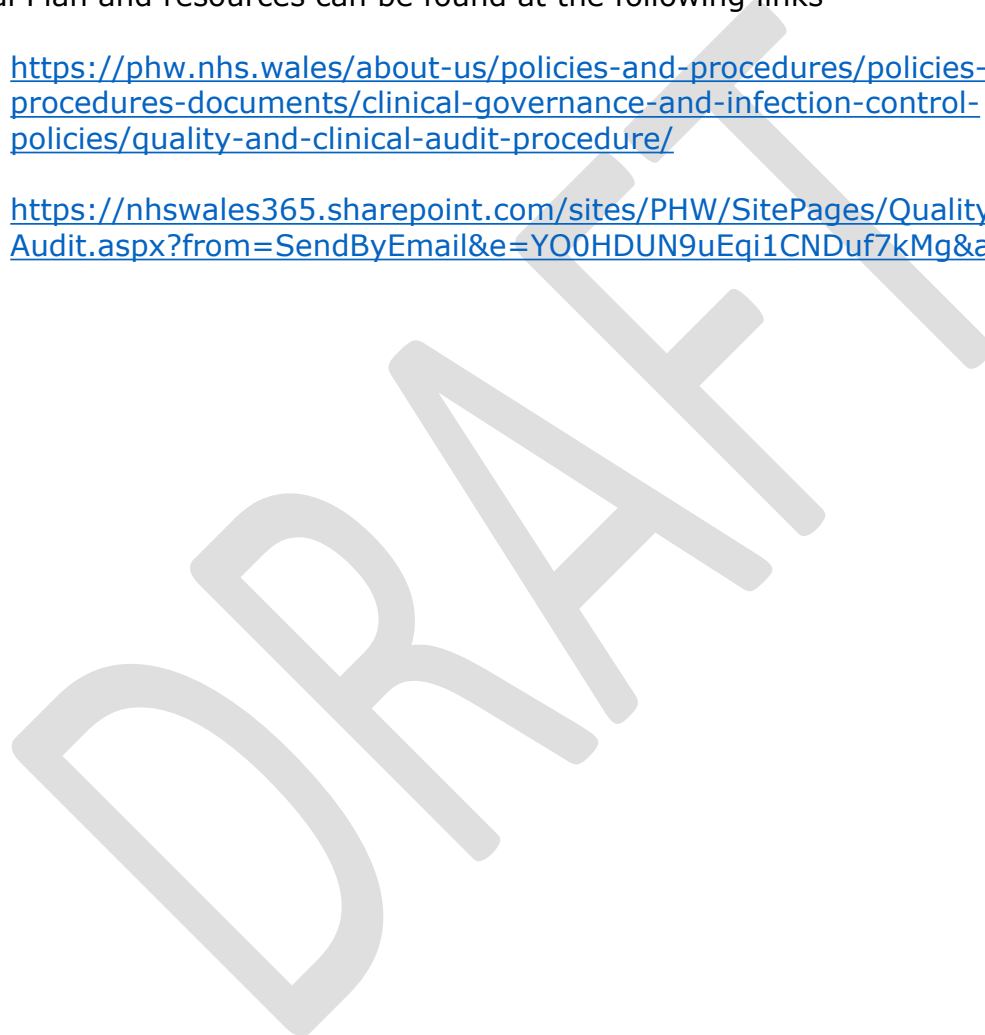 Plan and resources can be found at the following links
https://phw.nhs.wales/about-us/policies-and-procedures/policies-
procedures-documents/clinical-governance-and-infection-control-
policies/quality-and-clinical-audit-procedure/
https://nhswales365.sharepoint.com/sites/PHW/SitePages/Quality
Audit.aspx?from=SendByEmail&e=YO0HDUN9uEqi1CNDuf7kMg&a
DRAFT